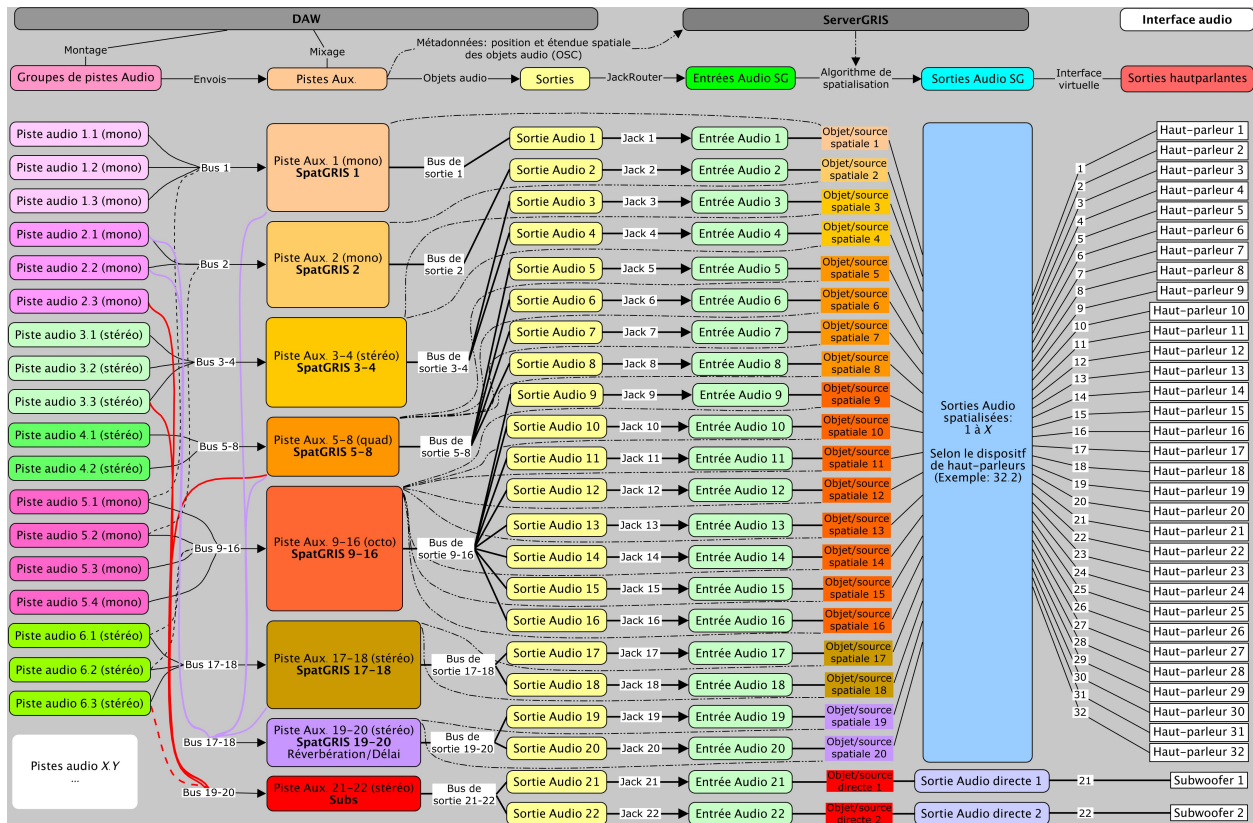 DAW
ServerGRIS
Interface audio
Montage
Mixage
Métadonnées: position et étendue spatiale
des objets audio (OSC)
Groupes de pistes Audio
Envois
Pistes Aux.
Objets audio
Sorties
JackRouter
Entrées Audio SG
Algorithme de
spatialisation
Sorties Audio SG
Interface
virtuelle
Sorties hautparlantes
Piste audio 1.1 (mono)
Piste audio 1.2 (mono)
Piste audio 1.3 (mono)
Piste audio 2.1 (mono)
Piste audio 2.2 (mono)
Piste audio 2.3 (mono)
Piste audio 3.1 (stéréo)
Piste audio 3.2 (stéréo)
Piste audio 3.3 (stéréo)
Piste audio 4.1 (stéréo)
Piste audio 4.2 (stéréo)
Piste audio 5.1 (mono)
Piste audio 5.2 (mono)
Piste audio 5.3 (mono)
Piste audio 5.4 (mono)
Piste audio 6.1 (stéréo)
Piste audio 6.2 (stéréo)
Piste audio 6.3 (stéréo)
Pistes audio X.Y
...
Bus 1
Bus 2
Bus 3-4
Bus 5-8
Bus 9-16
Bus 17-18
Bus 17-18
Bus 19-20
Piste Aux. 1 (mono)
SpatGRIS 1
Piste Aux. 2 (mono)
SpatGRIS 2
Piste Aux. 3-4 (stéréo)
SpatGRIS 3-4
Piste Aux. 5-8 (quad)
SpatGRIS 5-8
Piste Aux. 9-16 (octo)
SpatGRIS 9-16
Piste Aux. 17-18 (stéréo)
SpatGRIS 17-18
Piste Aux. 19-20 (stéréo)
SpatGRIS 19-20
Réverbération/Délai
Piste Aux. 21-22 (stéréo)
Subs
Bus de
sortie 1
Bus de
sortie 2
Bus de
sortie 3-4
Bus de
sortie 5-8
Bus de
sortie 9-16
Bus de
sortie 17-18
Bus de
sortie 19-20
Bus de
sortie 21-22
Sortie Audio 1
Sortie Audio 2
Sortie Audio 3
Sortie Audio 4
Sortie Audio 5
Sortie Audio 6
Sortie Audio 7
Sortie Audio 8
Sortie Audio 9
Sortie Audio 10
Sortie Audio 11
Sortie Audio 12
Sortie Audio 13
Sortie Audio 14
Sortie Audio 15
Sortie Audio 16
Sortie Audio 17
Sortie Audio 18
Sortie Audio 19
Sortie Audio 20
Sortie Audio 21
Sortie Audio 22
Jack 1
Jack 2
Jack 3
Jack 4
Jack 5
Jack 6
Jack 7
Jack 8
Jack 9
Jack 10
Jack 11
Jack 12
Jack 13
Jack 14
Jack 15
Jack 16
Jack 17
Jack 18
Jack 19
Jack 20
Jack 21
Jack 22
Entrée Audio 1
Entrée Audio 2
Entrée Audio 3
Entrée Audio 4
Entrée Audio 5
Entrée Audio 6
Entrée Audio 7
Entrée Audio 8
Entrée Audio 9
Entrée Audio 10
Entrée Audio 11
Entrée Audio 12
Entrée Audio 13
Entrée Audio 14
Entrée Audio 15
Entrée Audio 16
Entrée Audio 17
Entrée Audio 18
Entrée Audio 19
Entrée Audio 20
Entrée Audio 21
Entrée Audio 22
Objet/source
spatiale 1
Objet/source
spatiale 2
Objet/source
spatiale 3
Objet/source
spatiale 4
Objet/source
spatiale 5
Objet/source
spatiale 6
Objet/source
spatiale 7
Objet/source
spatiale 8
Objet/source
spatiale 9
Objet/source
spatiale 10
Objet/source
spatiale 11
Objet/source
spatiale 12
Objet/source
spatiale 13
Objet/source
spatiale 14
Objet/source
spatiale 15
Objet/source
spatiale 16
Objet/source
spatiale 17
Objet/source
spatiale 18
Objet/source
spatiale 19
Objet/source
spatiale 20
Objet/source
directe 1
Objet/source
directe 2
Sorties Audio
spatialisées:
1 à X
Selon le dispositf
de haut-parleurs
(Exemple: 32.2)
Sortie Audio directe 1
Sortie Audio directe 2
1
2
3
4
5
6
7
8
9
10
11
12
13
14
15
16
17
18
19
20
21
22
23
24
25
26
27
28
29
30
31
32
21
22
Haut-parleur 1
Haut-parleur 2
Haut-parleur 3
Haut-parleur 4
Haut-parleur 5
Haut-parleur 6
Haut-parleur 7
Haut-parleur 8
Haut-parleur 9
Haut-parleur 10
Haut-parleur 11
Haut-parleur 12
Haut-parleur 13
Haut-parleur 14
Haut-parleur 15
Haut-parleur 16
Haut-parleur 17
Haut-parleur 18
Haut-parleur 19
Haut-parleur 20
Haut-parleur 21
Haut-parleur 22
Haut-parleur 23
Haut-parleur 24
Haut-parleur 25
Haut-parleur 26
Haut-parleur 27
Haut-parleur 28
Haut-parleur 29
Haut-parleur 30
Haut-parleur 31
Haut-parleur 32
Subwoofer 1
Subwoofer 2